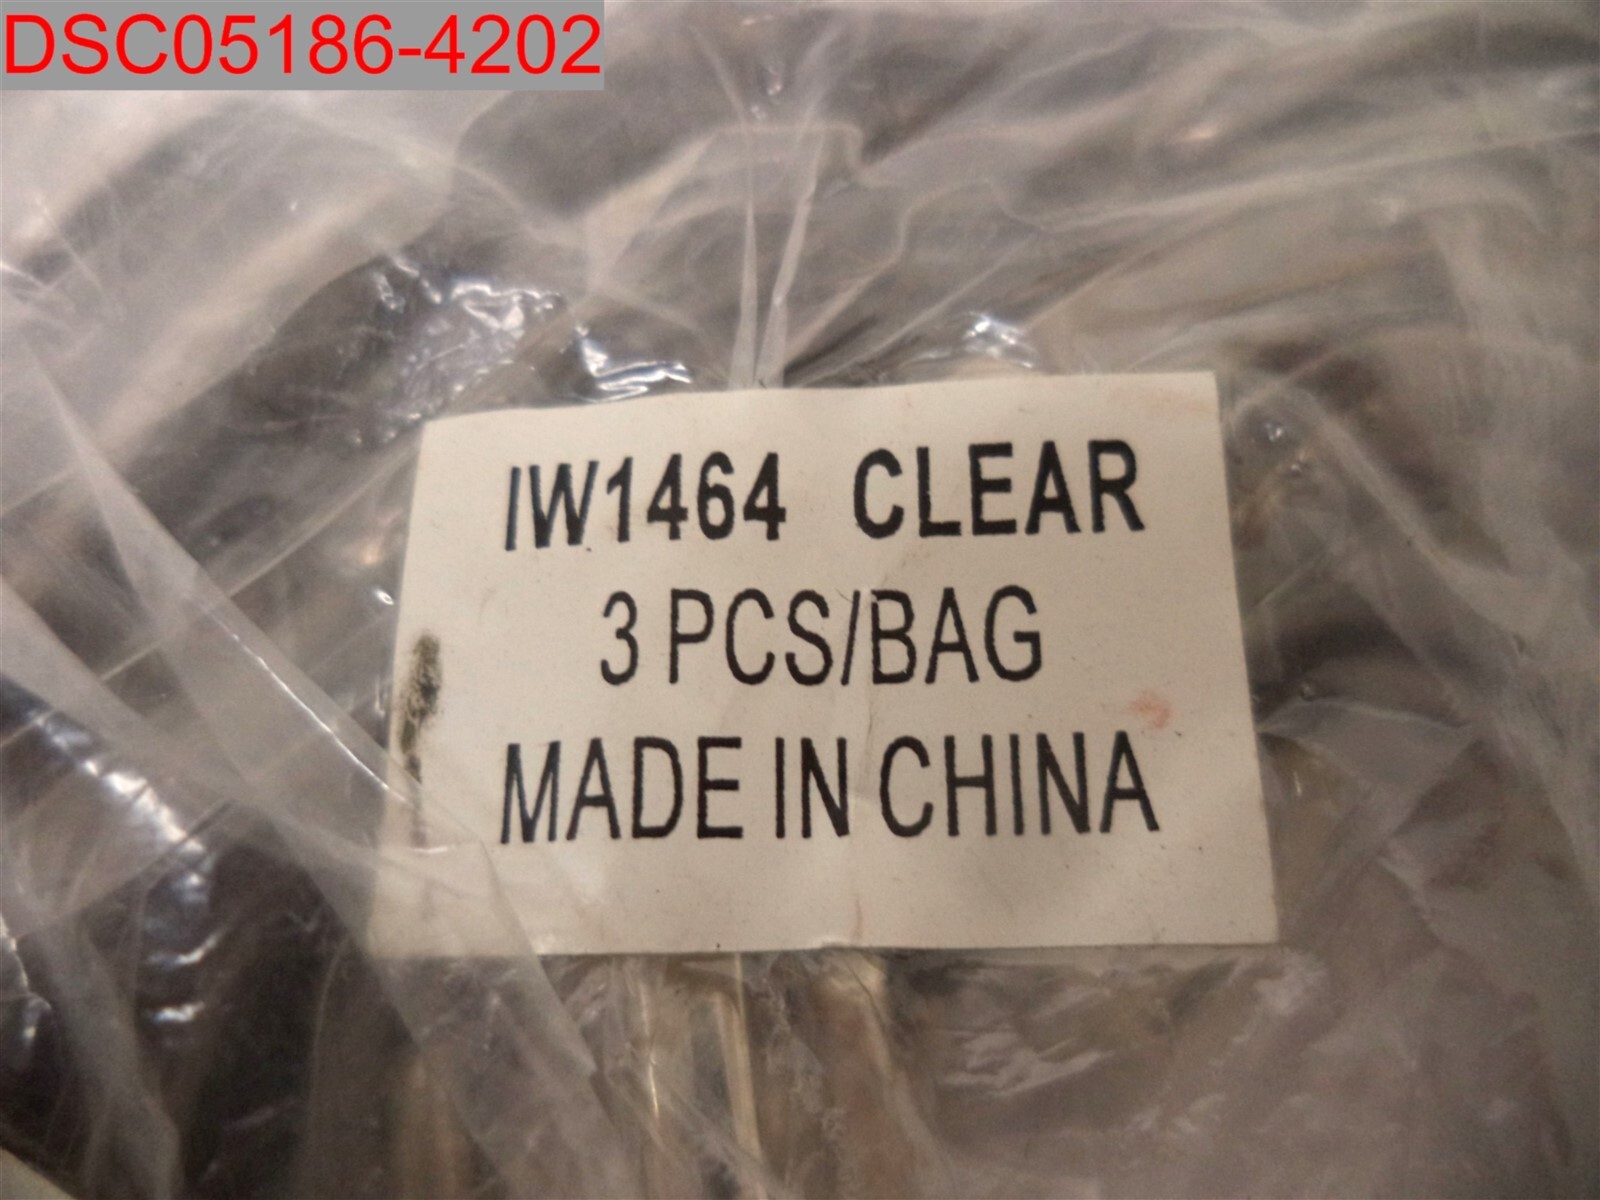 DSC05186-4202
IW1464 CLEAR
3 PCS/BAG
MADE IN CHINA